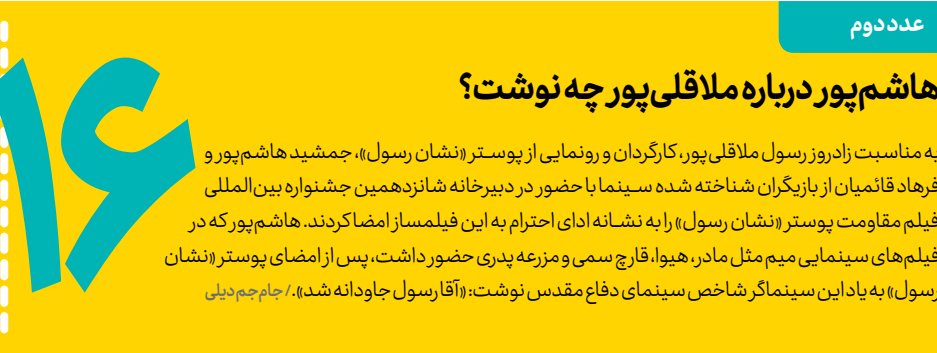 عدد دوم
هاشم‌پور درباره ملاقلی‌پور چه نوشت؟
به مناسبت زادروز رسول ملاقلی‌پور، کارگردان و رونمایی از پوستر «نشان رسول»، جمشید هاشم‌پور و
فرهاد قائمیان از بازیگران شناخته شده سینما با حضور در دبیرخانه شانزدهمین جشنواره بین‌المللی
فیلم مقاومت پوستر «نشان رسول» را به نشانه ادای احترام به این فیلمساز امضا کردند. هاشم‌پور که در
فیلم‌های سینمایی میم مثل مادر، هیوا، قارچ سمی و مزرعه پدری حضور داشت، پس از امضای پوستر «نشان
رسول» به یاد این سینماگر شاخص سینمای دفاع مقدس نوشت: «آقا رسول جاودانه شد»./ جام‌جم دیلی
۱۶